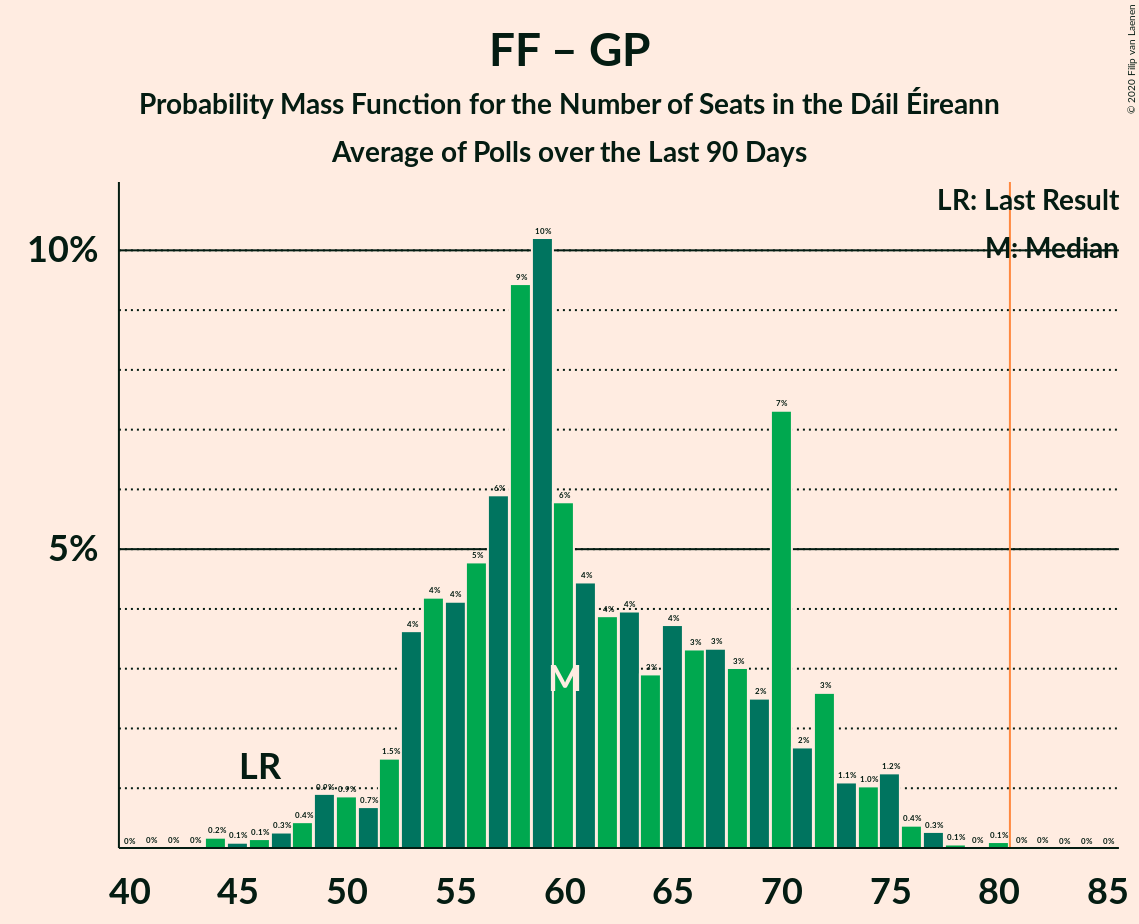 FF – GP
Probability Mass Function for the Number of Seats in the Dáil Éireann
Average of Polls over the Last 90 Days
© 2020 Filip van Laenen
LR: Last Result
M: Median
10%
5%
0% 0% 0% 0% 0.2% 0.1% 0.1% 0.3% 0.4% 0.9% 0.9% 0.7% 1.5% 4% 4% 4% 5% 6% 9% 10% 6% 4% 4% 4% 3% 4% 3% 3% 3% 2% 7% 2% 3% 1.1% 1.0% 1.2% 0.4% 0.3% 0.1% 0% 0.1% 0% 0% 0% 0% 0%
LR
M
40 45 50 55 60 65 70 75 80 85